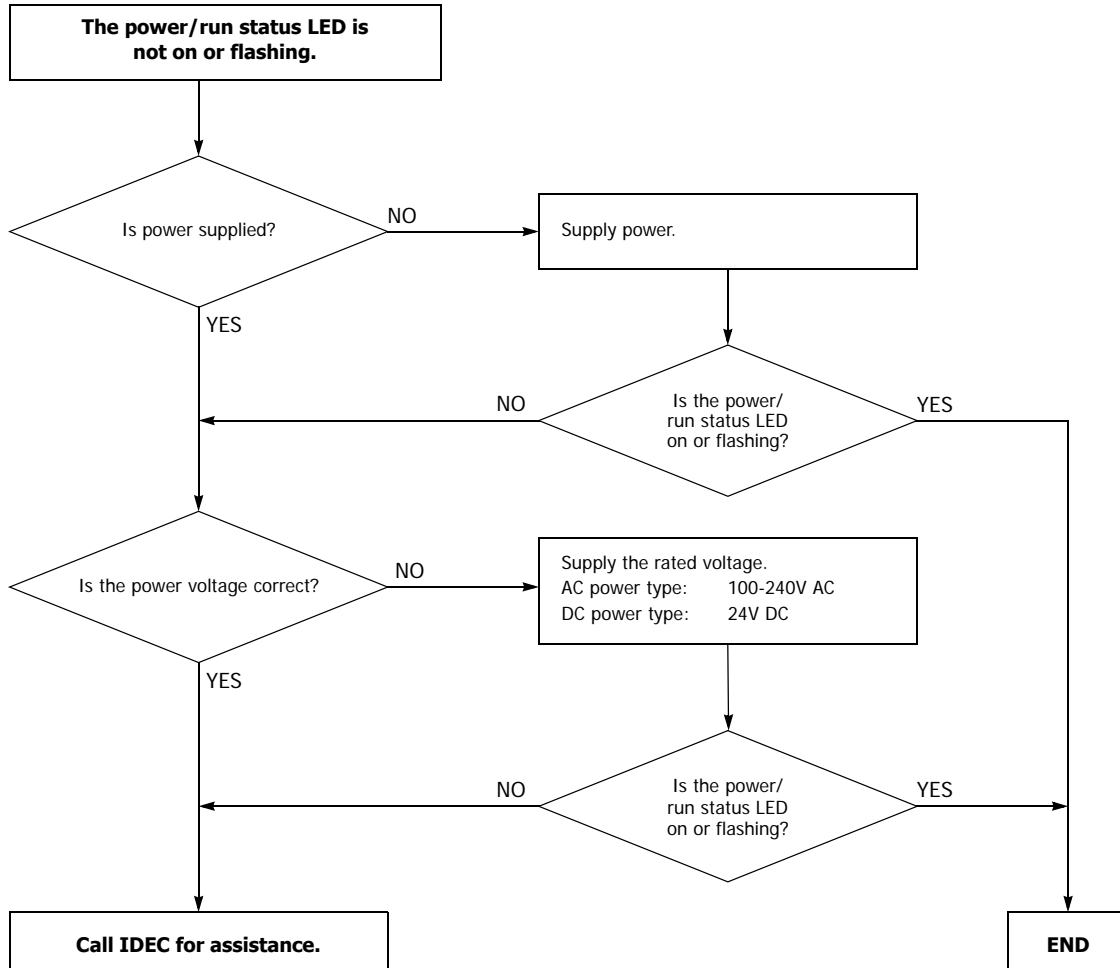 The power/run status LED is
not on or flashing.
Is power supplied?
NO
Supply power.
YES
Is the power/
run status LED
on or flashing?
NO
YES
Is the power voltage correct?
NO
Supply the rated voltage.
AC power type: 100-240V AC
DC power type: 24V DC
YES
Is the power/
run status LED
on or flashing?
NO
YES
Call IDEC for assistance.
END